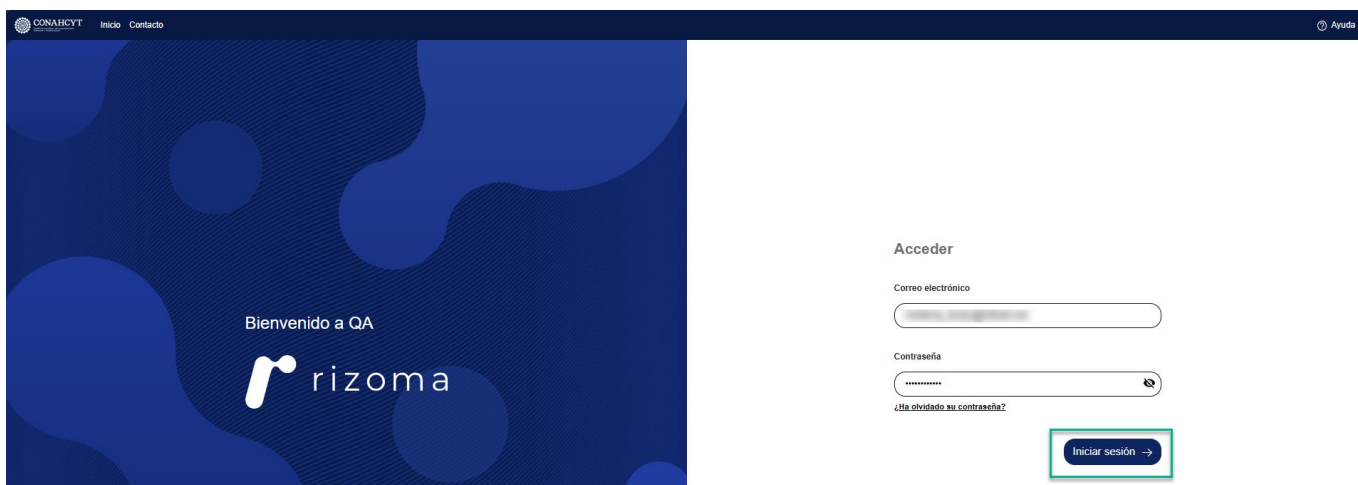 CONAHCYT
Inicio Contacto
Ayuda
Bienvenido a QA
rizoma
Acceder
Correo electrónico
Contraseña
¿Ha olvidado su contraseña?
Iniciar sesión →